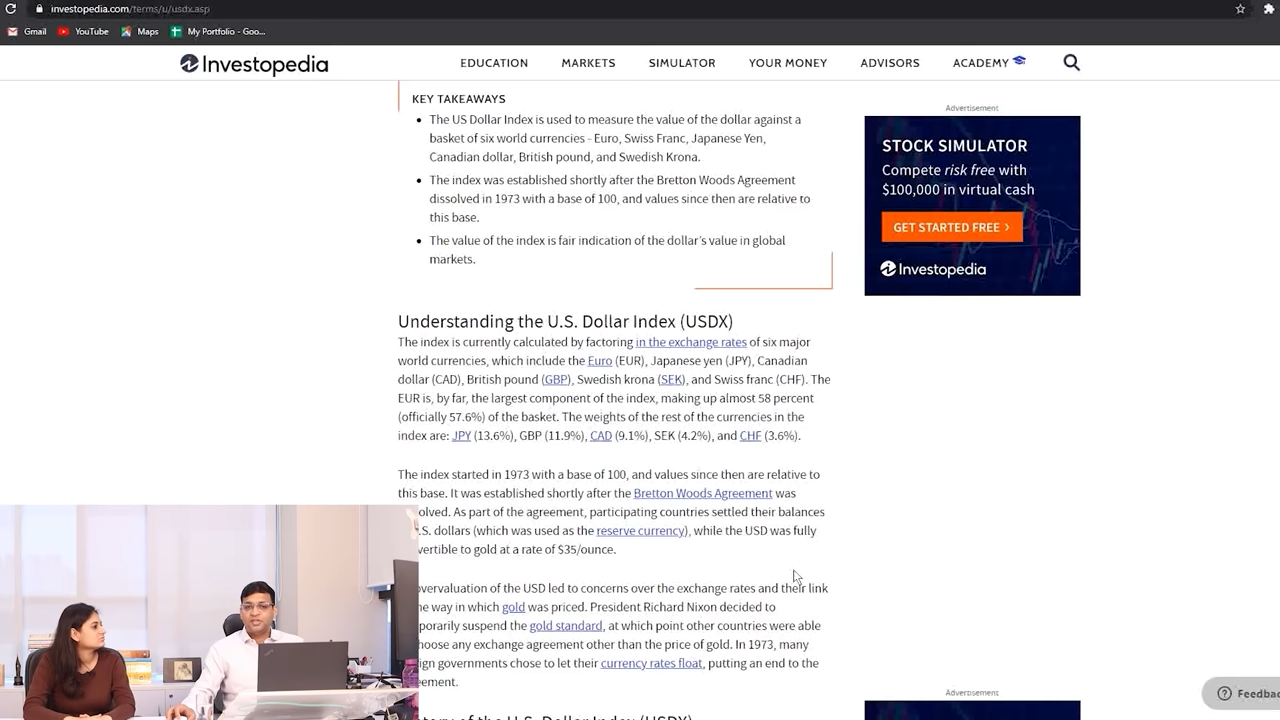 investopedia.com/terms/u/usdx.asp
Gmail YouTube Maps My Portfolio - Goo...
Investopedia EDUCATION MARKETS SIMULATOR YOUR MONEY ADVISORS ACADEMY
KEY TAKEAWAYS
The US Dollar Index is used to measure the value of the dollar against a
basket of six world currencies - Euro, Swiss Franc, Japanese Yen,
Canadian dollar, British pound, and Swedish Krona.
The index was established shortly after the Bretton Woods Agreement
dissolved in 1973 with a base of 100, and values since then are relative to
this base.
The value of the index is fair indication of the dollar's value in global
markets.
Advertisement
STOCK SIMULATOR
Compete risk free with
$100,000 in virtual cash
GET STARTED FREE >
Investopedia
Understanding the U.S. Dollar Index (USDX)
The index is currently calculated by factoring in the exchange rates of six major
world currencies, which include the Euro (EUR), Japanese yen (JPY), Canadian
dollar (CAD), British pound (GBP), Swedish krona (SEK), and Swiss franc (CHF). The
EUR is, by far, the largest component of the index, making up almost 58 percent
(officially 57.6%) of the basket. The weights of the rest of the currencies in the
index are: JPY (13.6%), GBP (11.9%), CAD (9.1%), SEK (4.2%), and CHF (3.6%).
The index started in 1973 with a base of 100, and values since then are relative to
this base. It was established shortly after the Bretton Woods Agreement was
olved. As part of the agreement, participating countries settled their balances
.S. dollars (which was used as the reserve currency), while the USD was fully
vertible to gold at a rate of $35/ounce.
overvaluation of the USD led to concerns over the exchange rates and their link
ne way in which gold was priced. President Richard Nixon decided to
porarily suspend the gold standard, at which point other countries were able
hoose any exchange agreement other than the price of gold. In 1973, many
ign governments chose to let their currency rates float, putting an end to the
eement.
Advertisement
Feedbac
tory of the U.S. Dollar Index (USDX)